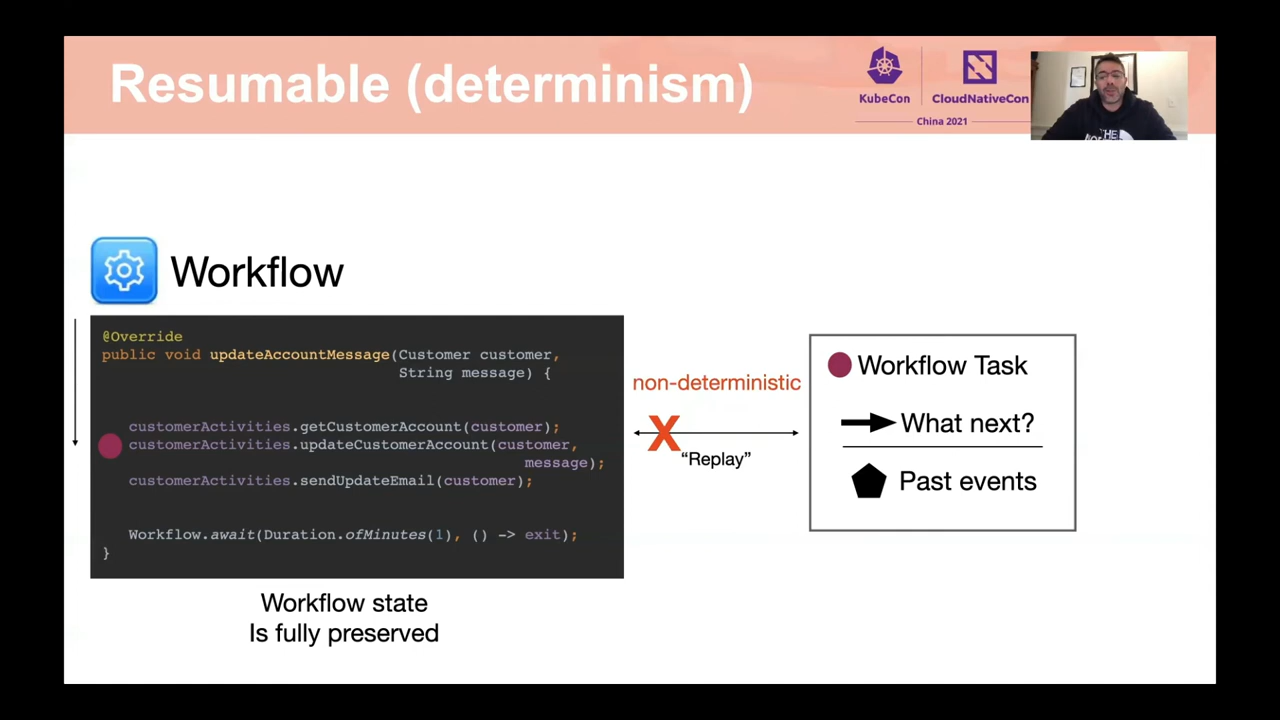 Resumable (determinism)
KubeCon
CloudNativeCon
China 2021
THE
Workflow
@Override
public void updateAccountMessage(Customer customer,
String message) {
customerActivities.getCustomerAccount(customer);
customerActivities.updateCustomerAccount(customer,
message);
customerActivities.sendUpdateEmail(customer);
Workflow.await(Duration.ofMinutes(1), () -> exit);
}
Workflow state
Is fully preserved
non-deterministic
X
“Replay”
Workflow Task
What next?
Past events